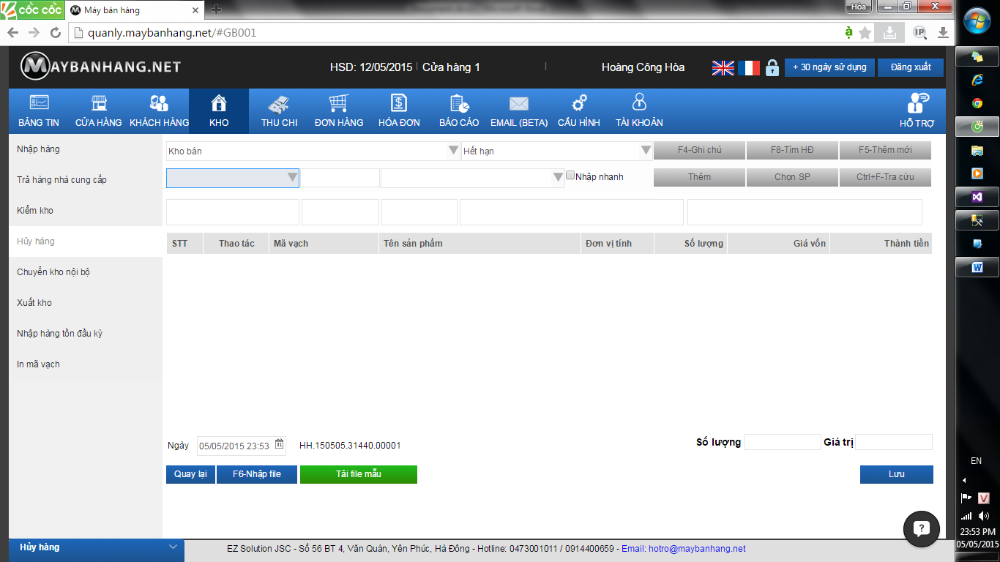 cốc cốc Máy bán hàng Hòa
quanly.maybanhang.net/#GB001 IP
MAYBANHANG.NET HSD: 12/05/2015 Cửa hàng 1 Hoàng Công Hòa + 30 ngày sử dụng Đăng xuất
BẢNG TIN CỬA HÀNG KHÁCH HÀNG KHO THU CHI ĐƠN HÀNG HÓA ĐƠN BÁO CÁO EMAIL (BETA) CẤU HÌNH TÀI KHOẢN HỖ TRỢ
Nhập hàng
Trả hàng nhà cung cấp
Kiểm kho
Hủy hàng
Chuyển kho nội bộ
Xuất kho
Nhập hàng tồn đầu kỳ
In mã vạch
Kho bán Hết hạn F4-Ghi chú F8-Tìm HĐ F5-Thêm mới
Nhập nhanh Thêm Chọn SP Ctrl+F-Tra cứu
STT Thao tác Mã vạch Tên sản phẩm Đơn vị tính Số lượng Giá vốn Thành tiền
Ngày 05/05/2015 23:53 31 HH.150505.31440.00001 Số lượng Giá trị
Quay lại F6-Nhập file Tải file mẫu Lưu
Hủy hàng EZ Solution JSC - Số 56 BT 4, Văn Quán, Yên Phúc, Hà Đông - Hotline: 0473001011 / 0914400659 - Email: hotro@maybanhang.net
EN
23:53 PM
05/05/2015